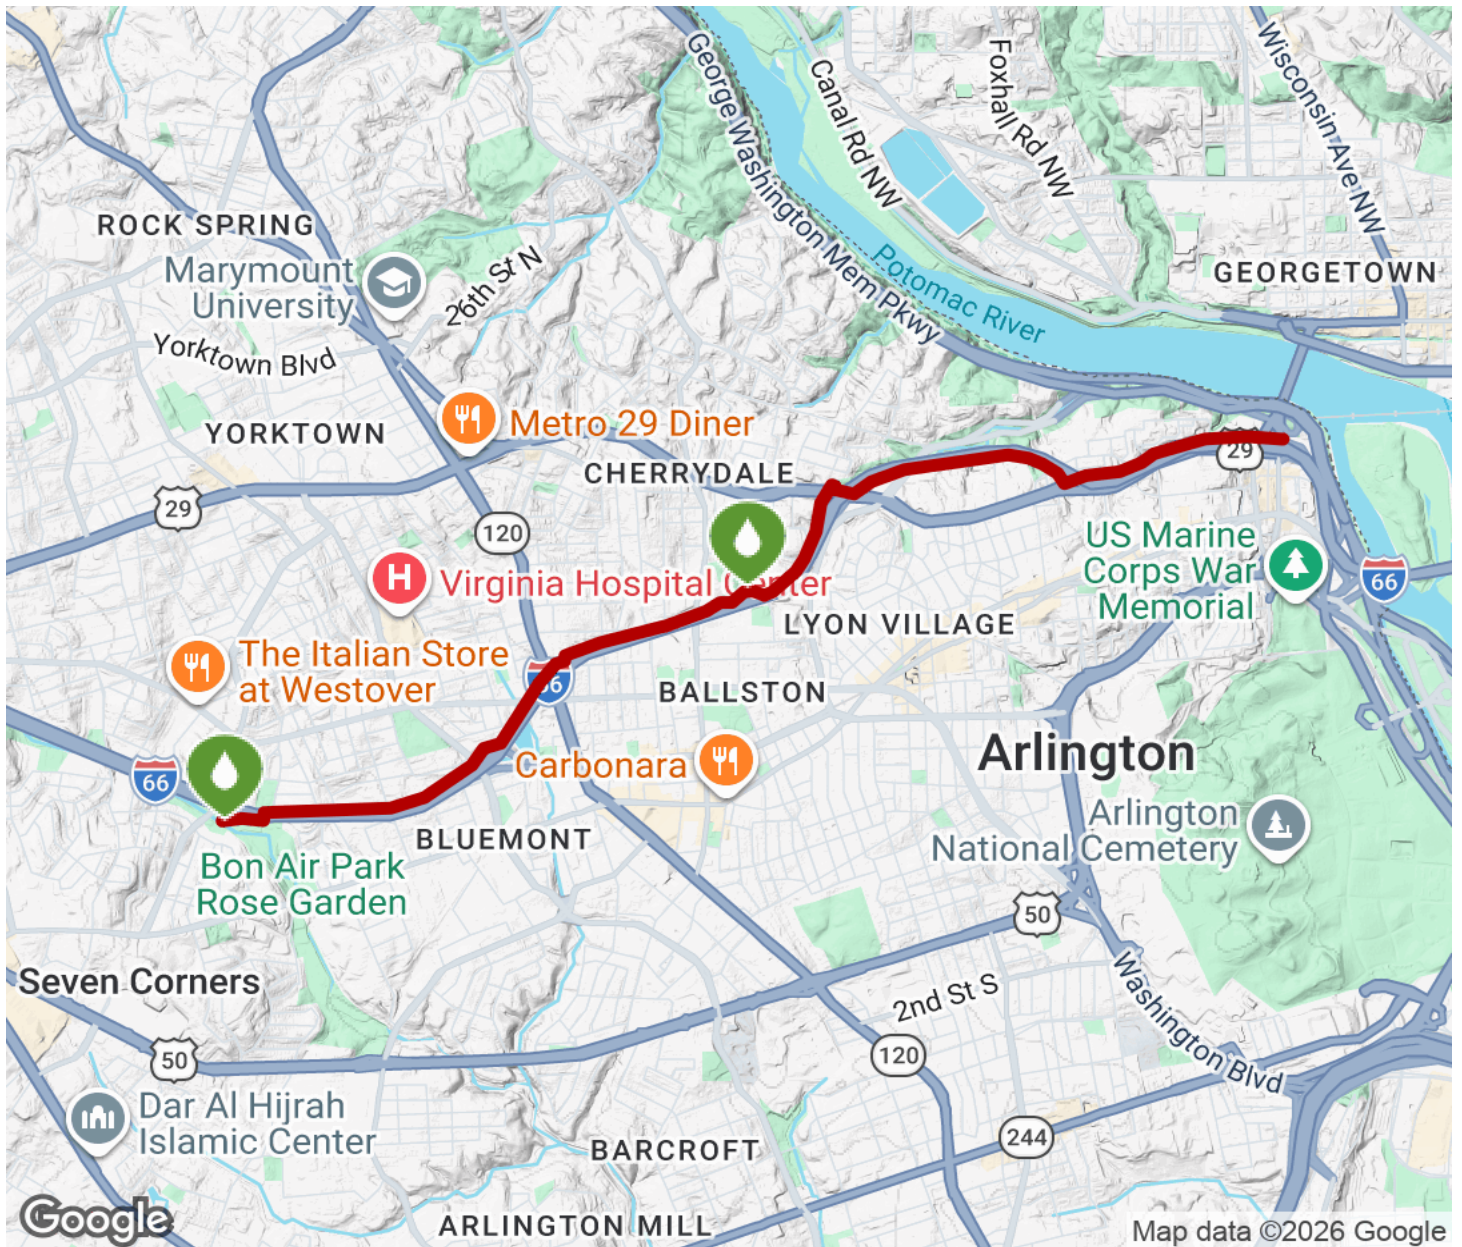 George Washington Mem Pkwy
Canal Rd NW
Foxhall Rd NW
Wisconsin Ave NW
ROCK SPRING
Marymount
University
26th St N
Potomac River
GEORGETOWN
Yorktown Blvd
YORKTOWN
Metro 29 Diner
CHERRYDALE
29
29
120
H
Virginia Hospital Center
US Marine
Corps War
Memorial
66
The Italian Store
at Westover
LYON VILLAGE
66
BALLSTON
66
Carbonara
Arlington
BLUEMONT
Arlington
National Cemetery
Bon Air Park
Rose Garden
50
Seven Corners
2nd St S
Washington Blvd
50
120
Dar Al Hijrah
Islamic Center
BARCROFT
244
Google
ARLINGTON MILL
Map data ©2026 Google